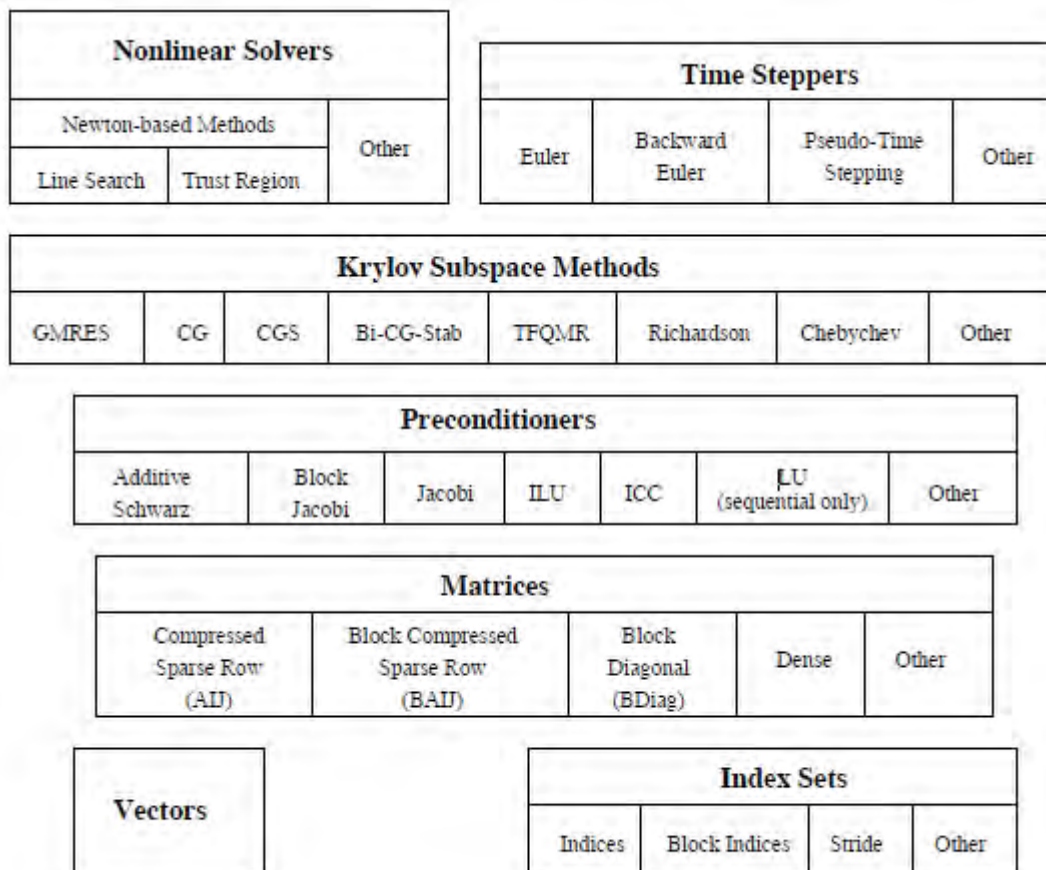 Nonlinear Solvers
Newton-based Methods
Other
Line Search
Trust Region
Time Steppers
Euler
Backward
Euler
Pseudo-Time
Stepping
Other
Krylov Subspace Methods
GMRES
CG
CGS
Bi-CG-Stab
TFQMR
Richardson
Chebychev
Other
Preconditioners
Additive
Schwarz
Block
Jacobi
Jacobi
ILU
ICC
LU
(sequential only)
Other
Matrices
Compressed
Sparse Row
(AIJ)
Block Compressed
Sparse Row
(BAIJ)
Block
Diagonal
(BDiag)
Dense
Other
Vectors
Index Sets
Indices
Block Indices
Stride
Other